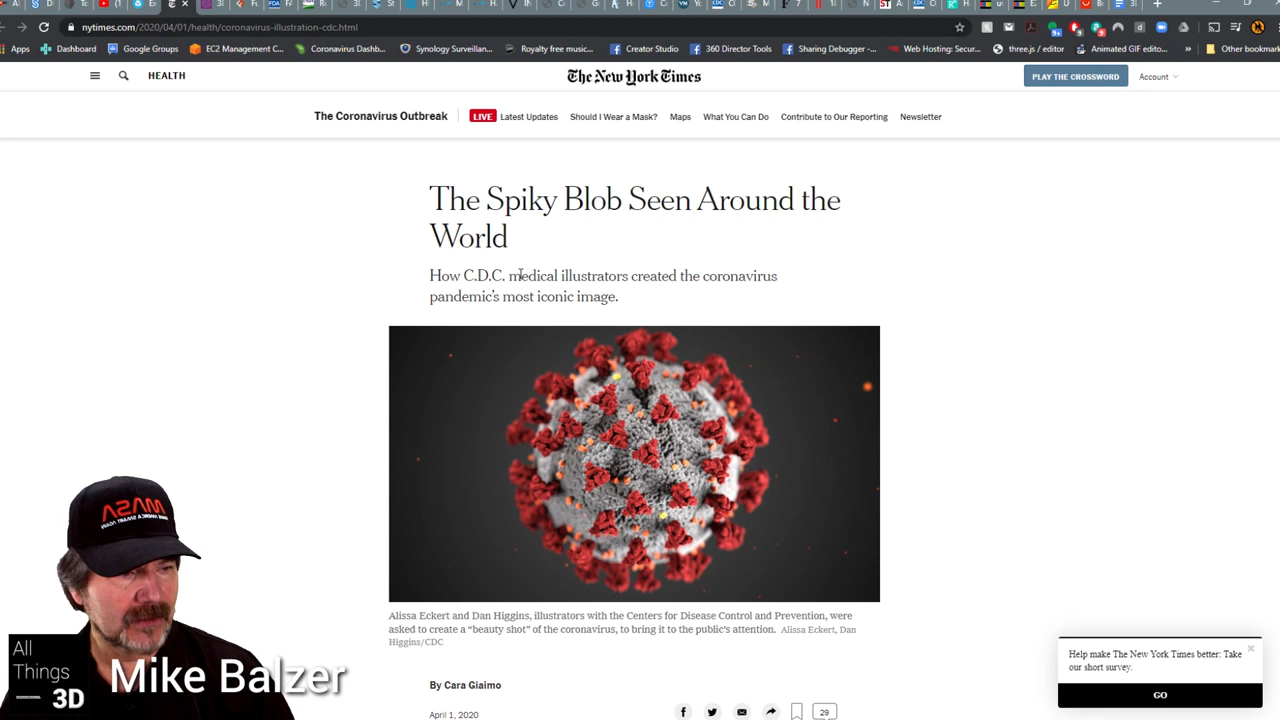 nytimes.com/2020/04/01/health/coronavirus-illustration-cdc.html
Apps Dashboard Google Groups EC2 Management C... Coronavirus Dashb... Synology Surveillan... Royalty free music... Creator Studio 360 Director Tools Sharing Debugger -... Web Hosting: Secur... three.js / editor Animated GIF edito... » Other bookmar
HEALTH
The New York Times
PLAY THE CROSSWORD
Account
The Coronavirus Outbreak
LIVE Latest Updates
Should I Wear a Mask?
Maps
What You Can Do
Contribute to Our Reporting
Newsletter
The Spiky Blob Seen Around the
World
How C.D.C. medical illustrators created the coronavirus
pandemic's most iconic image.
Alissa Eckert and Dan Higgins, illustrators with the Centers for Disease Control and Prevention, were
asked to create a “beauty shot” of the coronavirus, to bring it to the public's attention. Alissa Eckert, Dan
Higgins/CDC
By Cara Giaimo
April 1, 2020
29
Help make The New York Times better: Take
our short survey.
GO
MASA
MAKE AMERICA SMART AGAIN
All
Things
3D
Mike Balzer